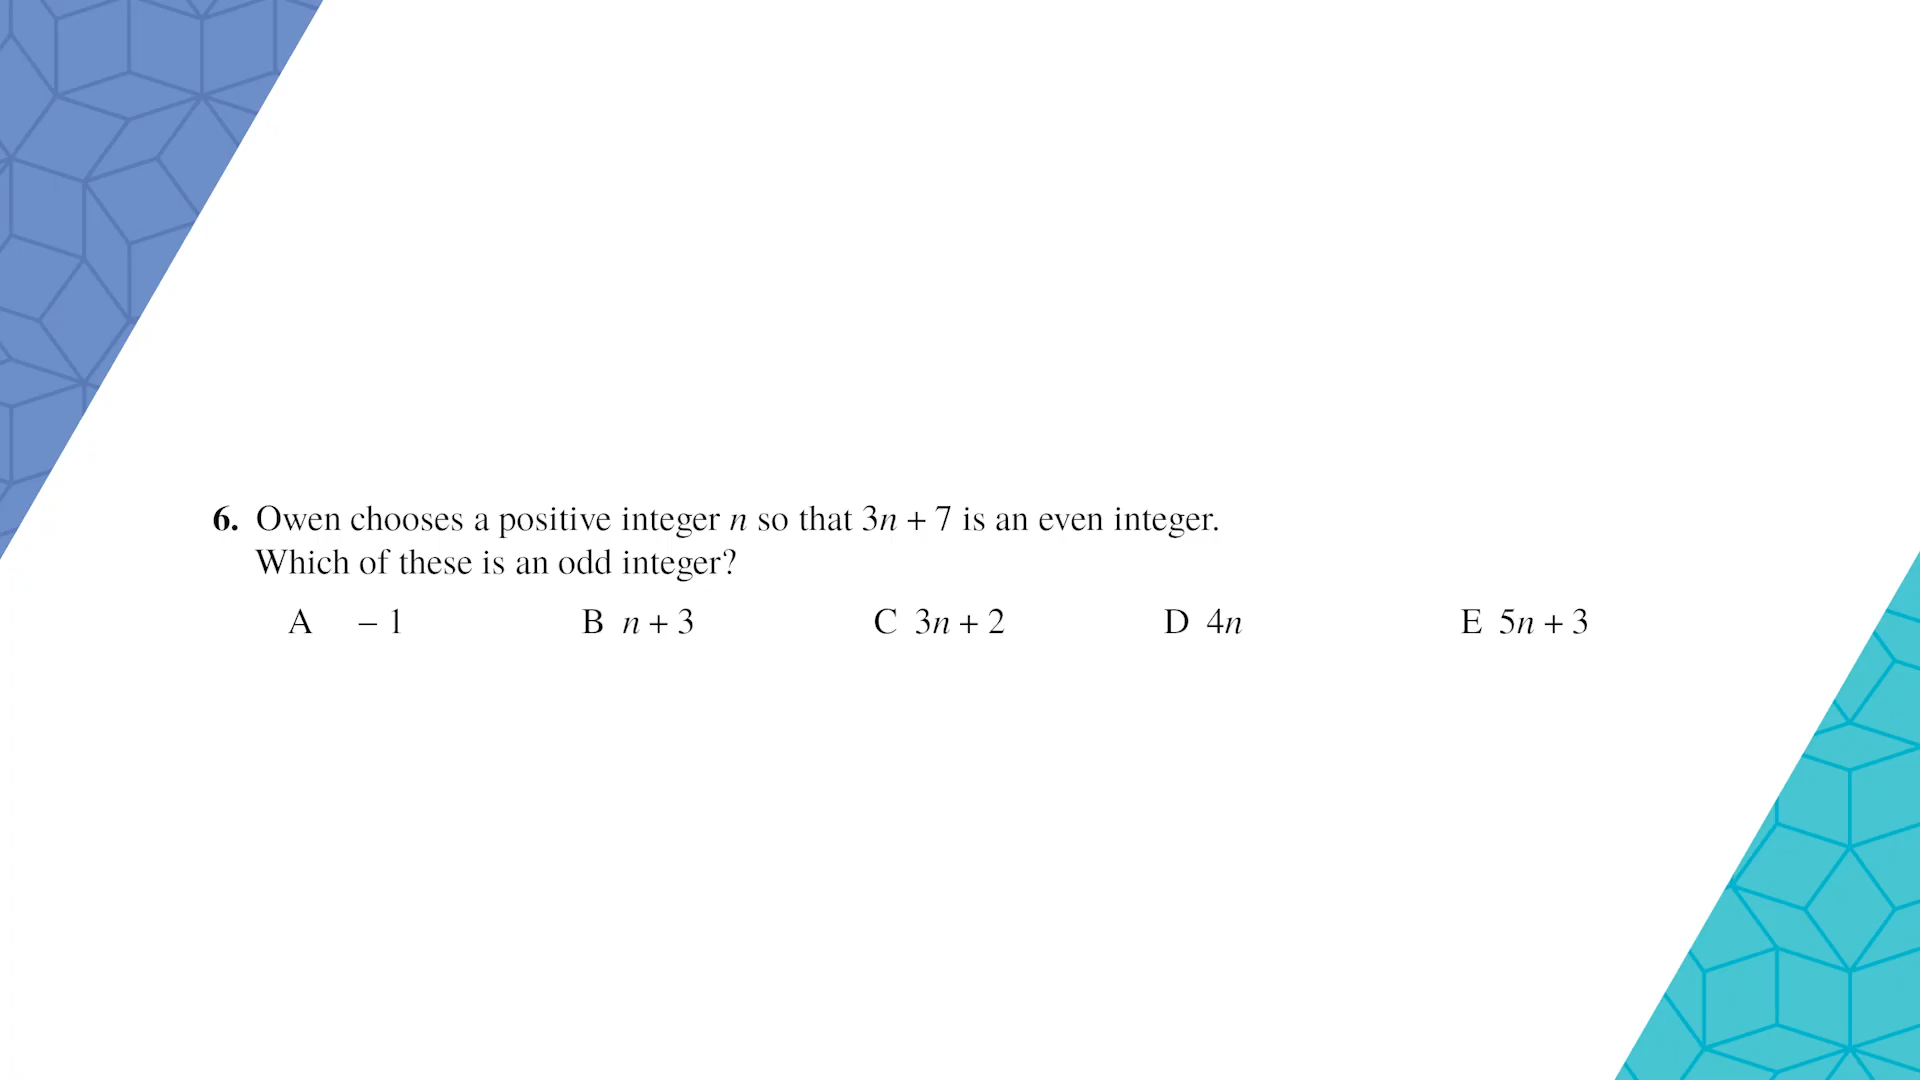 6. Owen chooses a positive integer n so that 3n + 7 is an even integer.
Which of these is an odd integer?
A − 1 B n + 3 C 3n + 2 D 4n E 5n + 3